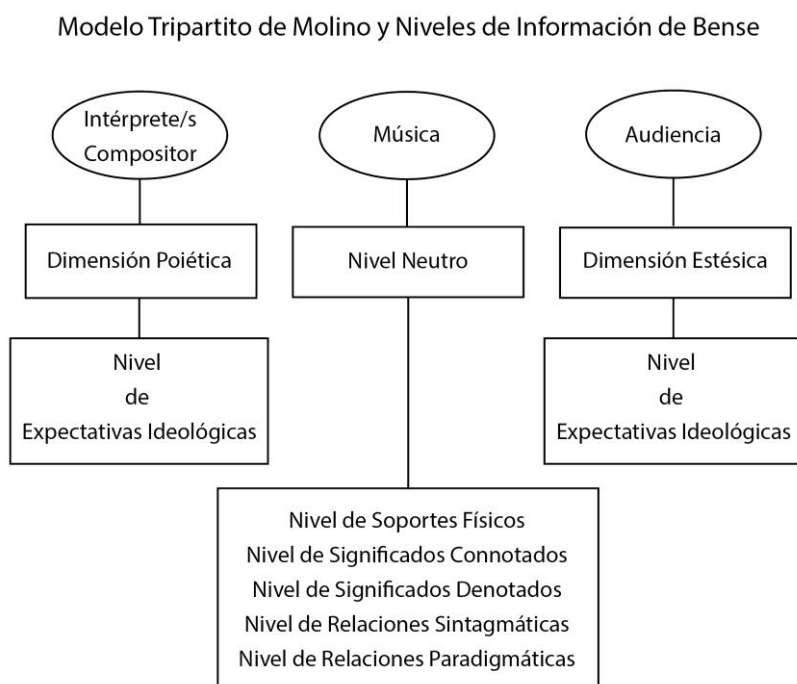 Modelo Tripartito de Molino y Niveles de Información de Bense
Intérprete/s
Compositor
Música
Audiencia
Dimensión Poiética
Nivel Neutro
Dimensión Estésica
Nivel
de
Expectativas Ideológicas
Nivel
de
Expectativas Ideológicas
Nivel de Soportes Físicos
Nivel de Significados Connotados
Nivel de Significados Denotados
Nivel de Relaciones Sintagmáticas
Nivel de Relaciones Paradigmáticas